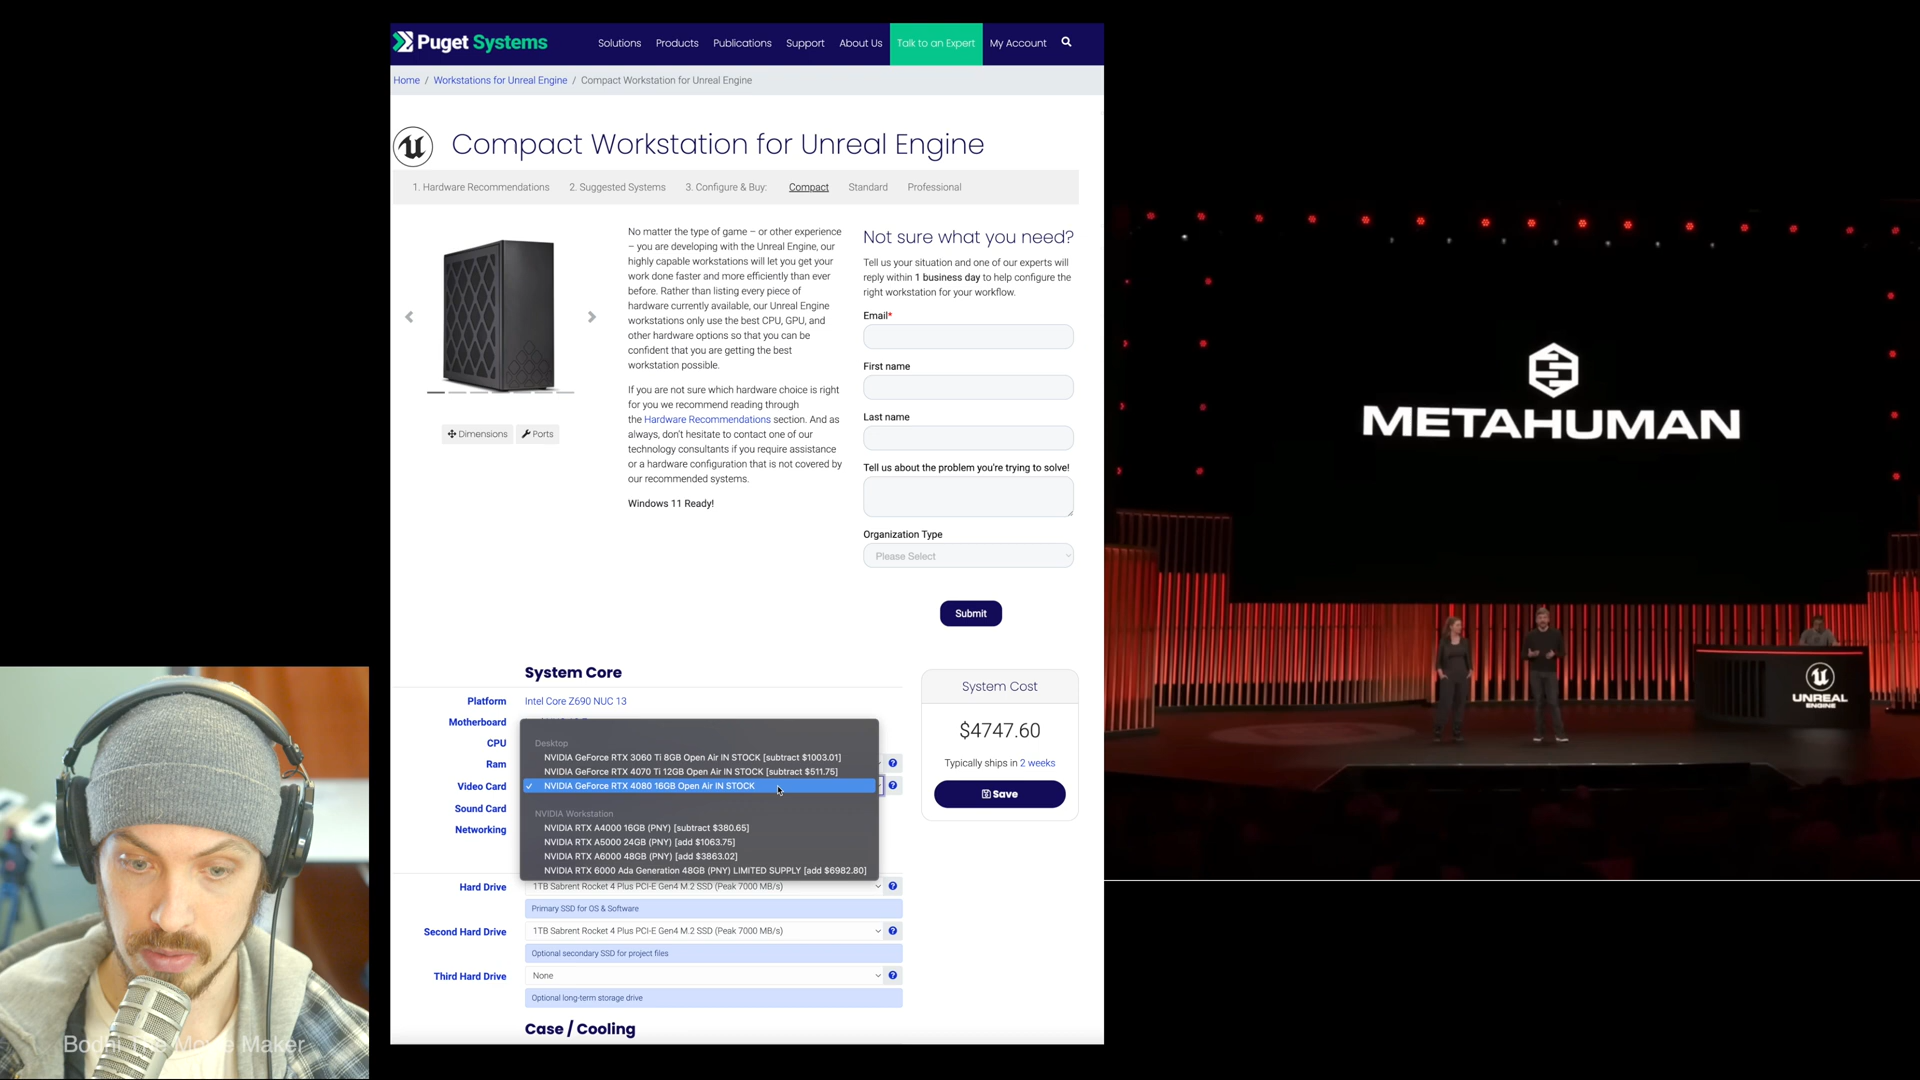 Puget Systems
Solutions
Products
Publications
Support
About Us
Talk to an Expert
My Account
Home / Workstations for Unreal Engine / Compact Workstation for Unreal Engine
Compact Workstation for Unreal Engine
1. Hardware Recommendations
2. Suggested Systems
3. Configure & Buy:
Compact
Standard
Professional
No matter the type of game – or other experience
– you are developing with the Unreal Engine, our
highly capable workstations will let you get your
work done faster and more efficiently than ever
before. Rather than listing every piece of
hardware currently available, our Unreal Engine
workstations only use the best CPU, GPU, and
other hardware options so that you can be
confident that you are getting the best
workstation possible.
If you are not sure which hardware choice is right
for you we recommend reading through
the Hardware Recommendations section. And as
always, don't hesitate to contact one of our
technology consultants if you require assistance
or a hardware configuration that is not covered by
our recommended systems.
Windows 11 Ready!
Dimensions
Ports
Not sure what you need?
Tell us your situation and one of our experts will
reply within 1 business day to help configure the
right workstation for your workflow.
Email*
First name
Last name
Tell us about the problem you're trying to solve!
Organization Type
Please Select
Submit
METAHUMAN
UNREAL
ENGINE
System Core
Platform
Intel Core Z690 NUC 13
Motherboard
CPU
Ram
Video Card
Sound Card
Networking
Desktop
NVIDIA GeForce RTX 3060 Ti 8GB Open Air IN STOCK [subtract $1003.01]
NVIDIA GeForce RTX 4070 Ti 12GB Open Air IN STOCK [subtract $511.75]
✓ NVIDIA GeForce RTX 4080 16GB Open Air IN STOCK
NVIDIA Workstation
NVIDIA RTX A4000 16GB (PNY) [subtract $380.65]
NVIDIA RTX A5000 24GB (PNY) [add $1063.75]
NVIDIA RTX A6000 48GB (PNY) [add $3863.02]
NVIDIA RTX 6000 Ada Generation 48GB (PNY) LIMITED SUPPLY [add $6982.80]
System Cost
$4747.60
Typically ships in 2 weeks
Save
Hard Drive
1TB Sabrent Rocket 4 Plus PCI-E Gen4 M.2 SSD (Peak 7000 MB/s)
Primary SSD for OS & Software
Second Hard Drive
1TB Sabrent Rocket 4 Plus PCI-E Gen4 M.2 SSD (Peak 7000 MB/s)
Optional secondary SSD for project files
Third Hard Drive
None
Optional long-term storage drive
Case / Cooling
Movie Maker